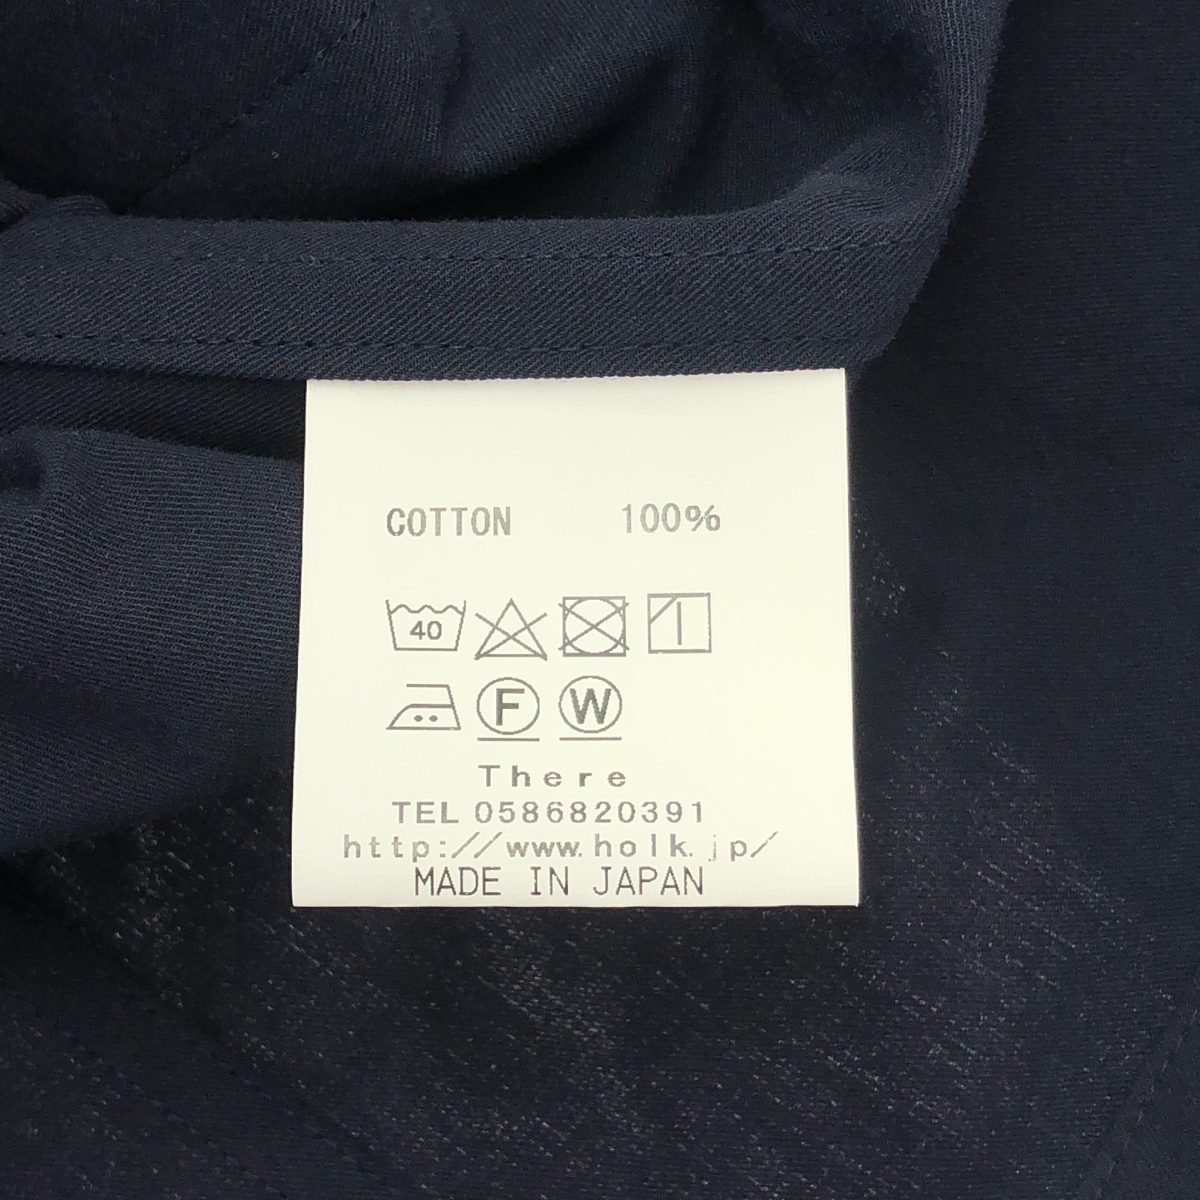 COTTON 100%
40
F W
There
TEL 0586820391
http://www.holk.jp/
MADE IN JAPAN